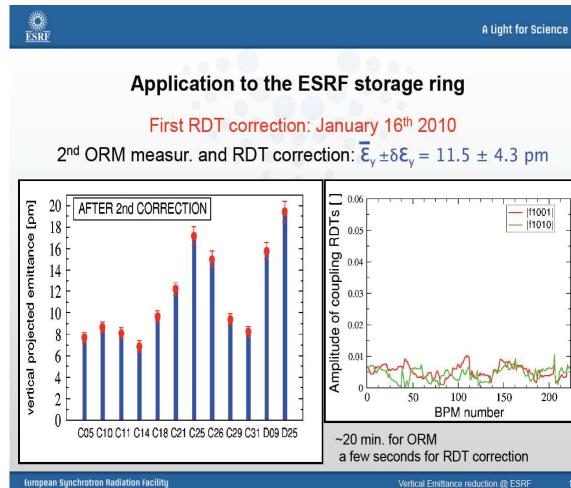 ESRF
A Light for Science
Application to the ESRF storage ring
First RDT correction: January 16th 2010
2nd ORM measur. and RDT correction: ε̅y ±δεy = 11.5 ± 4.3 pm
AFTER 2nd CORRECTION
vertical projected emittance [pm]
20
18
16
14
12
10
8
6
4
2
0
C05 C10 C11 C14 C18 C21 C25 C26 C29 C31 D09 D25
|f1001|
|f1010|
Amplitude of coupling RDTs [ ]
0.06
0.05
0.04
0.03
0.02
0.01
0
0 50 100 150 200
BPM number
~20 min. for ORM
a few seconds for RDT correction
European Synchrotron Radiation Facility
Vertical Emittance reduction @ ESRF